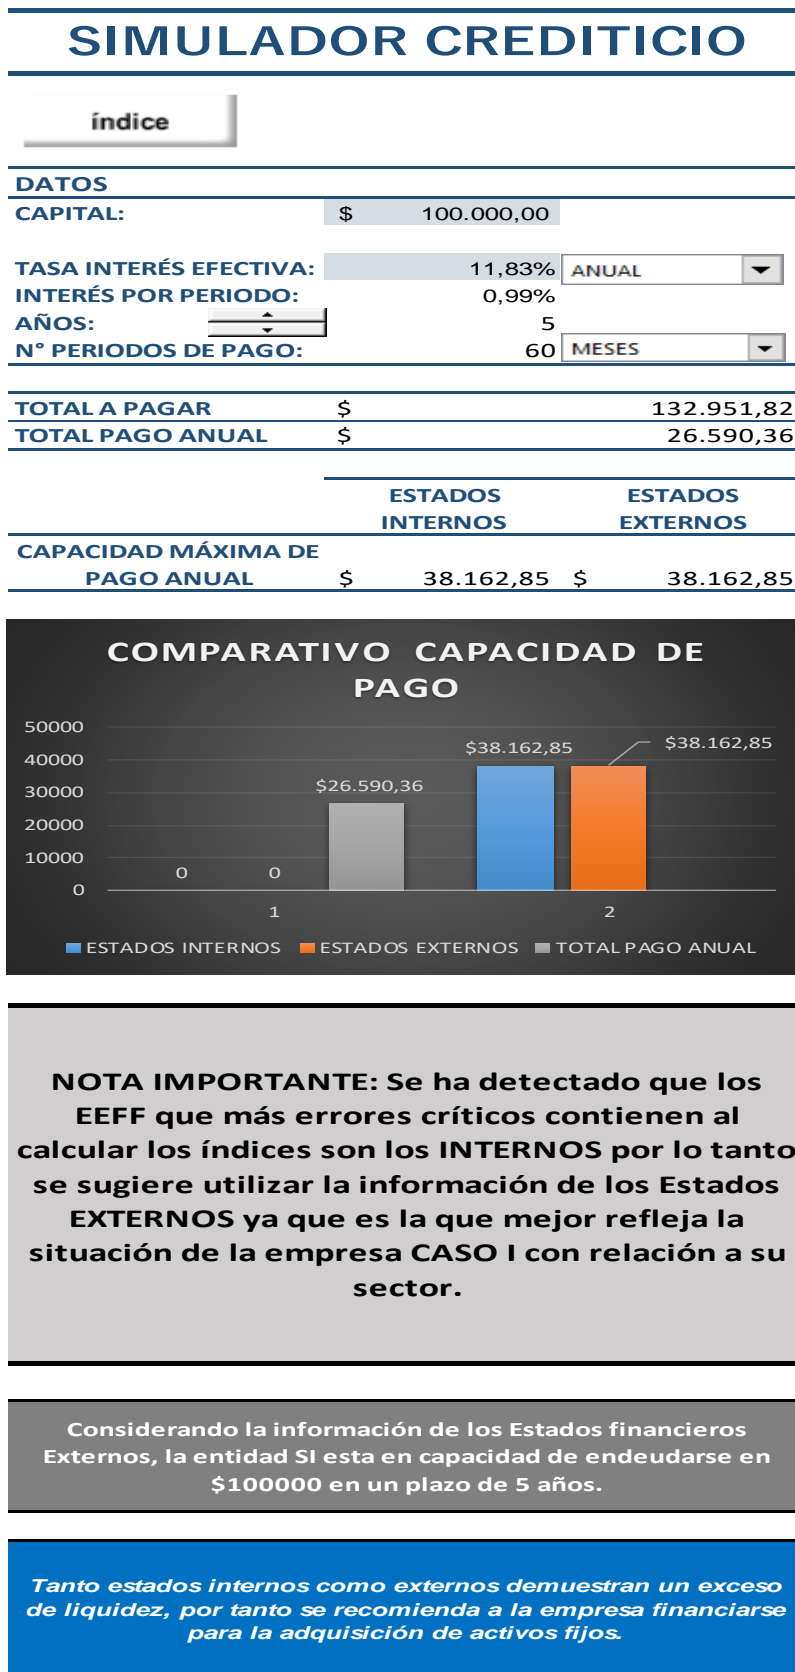 SIMULADOR CREDITICIO
índice
DATOS
CAPITAL: $ 100.000,00
TASA INTERÉS EFECTIVA: 11,83% ANUAL
INTERÉS POR PERIODO: 0,99%
AÑOS: 5
N° PERIODOS DE PAGO: 60 MESES
TOTAL A PAGAR $ 132.951,82
TOTAL PAGO ANUAL $ 26.590,36
ESTADOS ESTADOS
INTERNOS EXTERNOS
CAPACIDAD MÁXIMA DE
PAGO ANUAL $ 38.162,85 $ 38.162,85
COMPARATIVO CAPACIDAD DE
PAGO
50000
40000
30000
20000
10000
0
0
0
$26.590,36
$38.162,85
$38.162,85
1
2
ESTADOS INTERNOS ESTADOS EXTERNOS TOTAL PAGO ANUAL
NOTA IMPORTANTE: Se ha detectado que los
EEFF que más errores críticos contienen al
calcular los índices son los INTERNOS por lo tanto
se sugiere utilizar la información de los Estados
EXTERNOS ya que es la que mejor refleja la
situación de la empresa CASO I con relación a su
sector.
Considerando la información de los Estados financieros
Externos, la entidad SI esta en capacidad de endeudarse en
$100000 en un plazo de 5 años.
Tanto estados internos como externos demuestran un exceso
de liquidez, por tanto se recomienda a la empresa financiarse
para la adquisición de activos fijos.